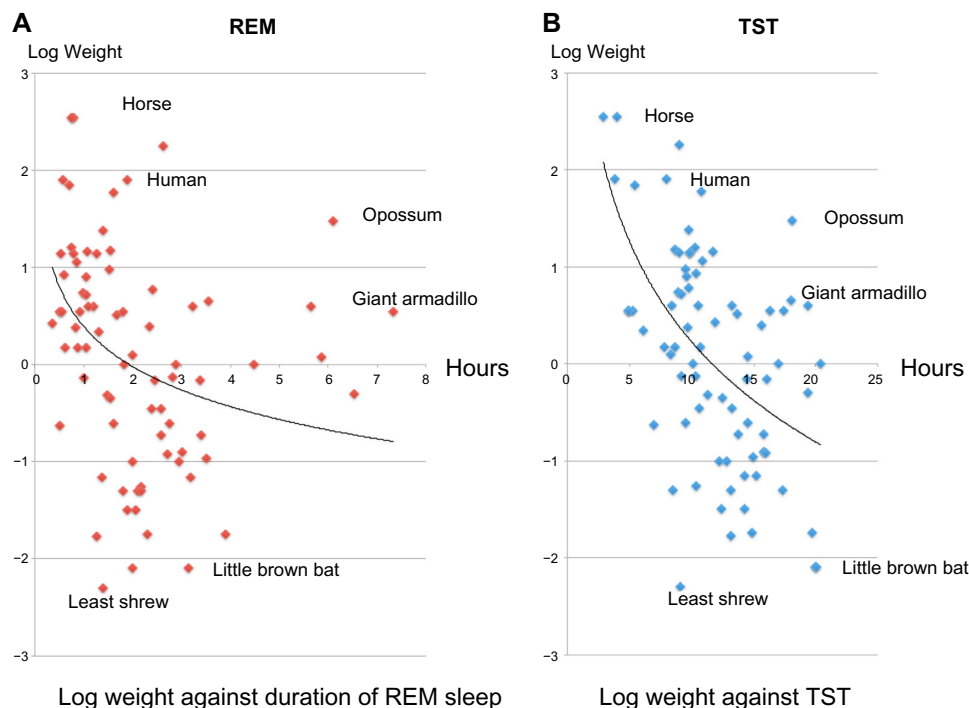 A
REM
Log Weight
3
2
1
0
−1
−2
−3
0
1
2
3
4
5
6
7
8
Hours
Horse
Human
Opossum
Giant armadillo
Little brown bat
Least shrew
Log weight against duration of REM sleep
B
TST
Log Weight
3
2
1
0
−1
−2
−3
0
5
10
15
20
25
Hours
Horse
Human
Opossum
Giant armadillo
Little brown bat
Least shrew
Log weight against TST